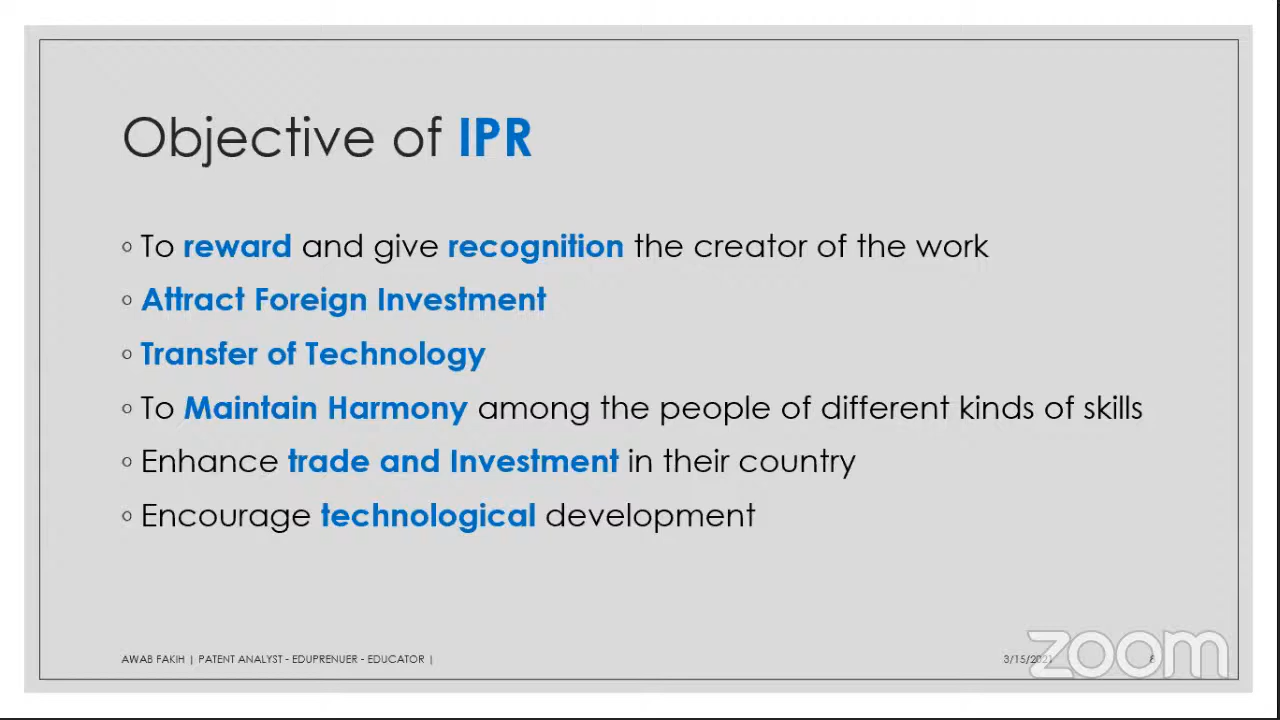 Objective of IPR
◦ To reward and give recognition the creator of the work
◦ Attract Foreign Investment
◦ Transfer of Technology
◦ To Maintain Harmony among the people of different kinds of skills
◦ Enhance trade and Investment in their country
◦ Encourage technological development
AWAB FAKIH | PATENT ANALYST - EDUPRENUER - EDUCATOR |
3/15/2021
zoom